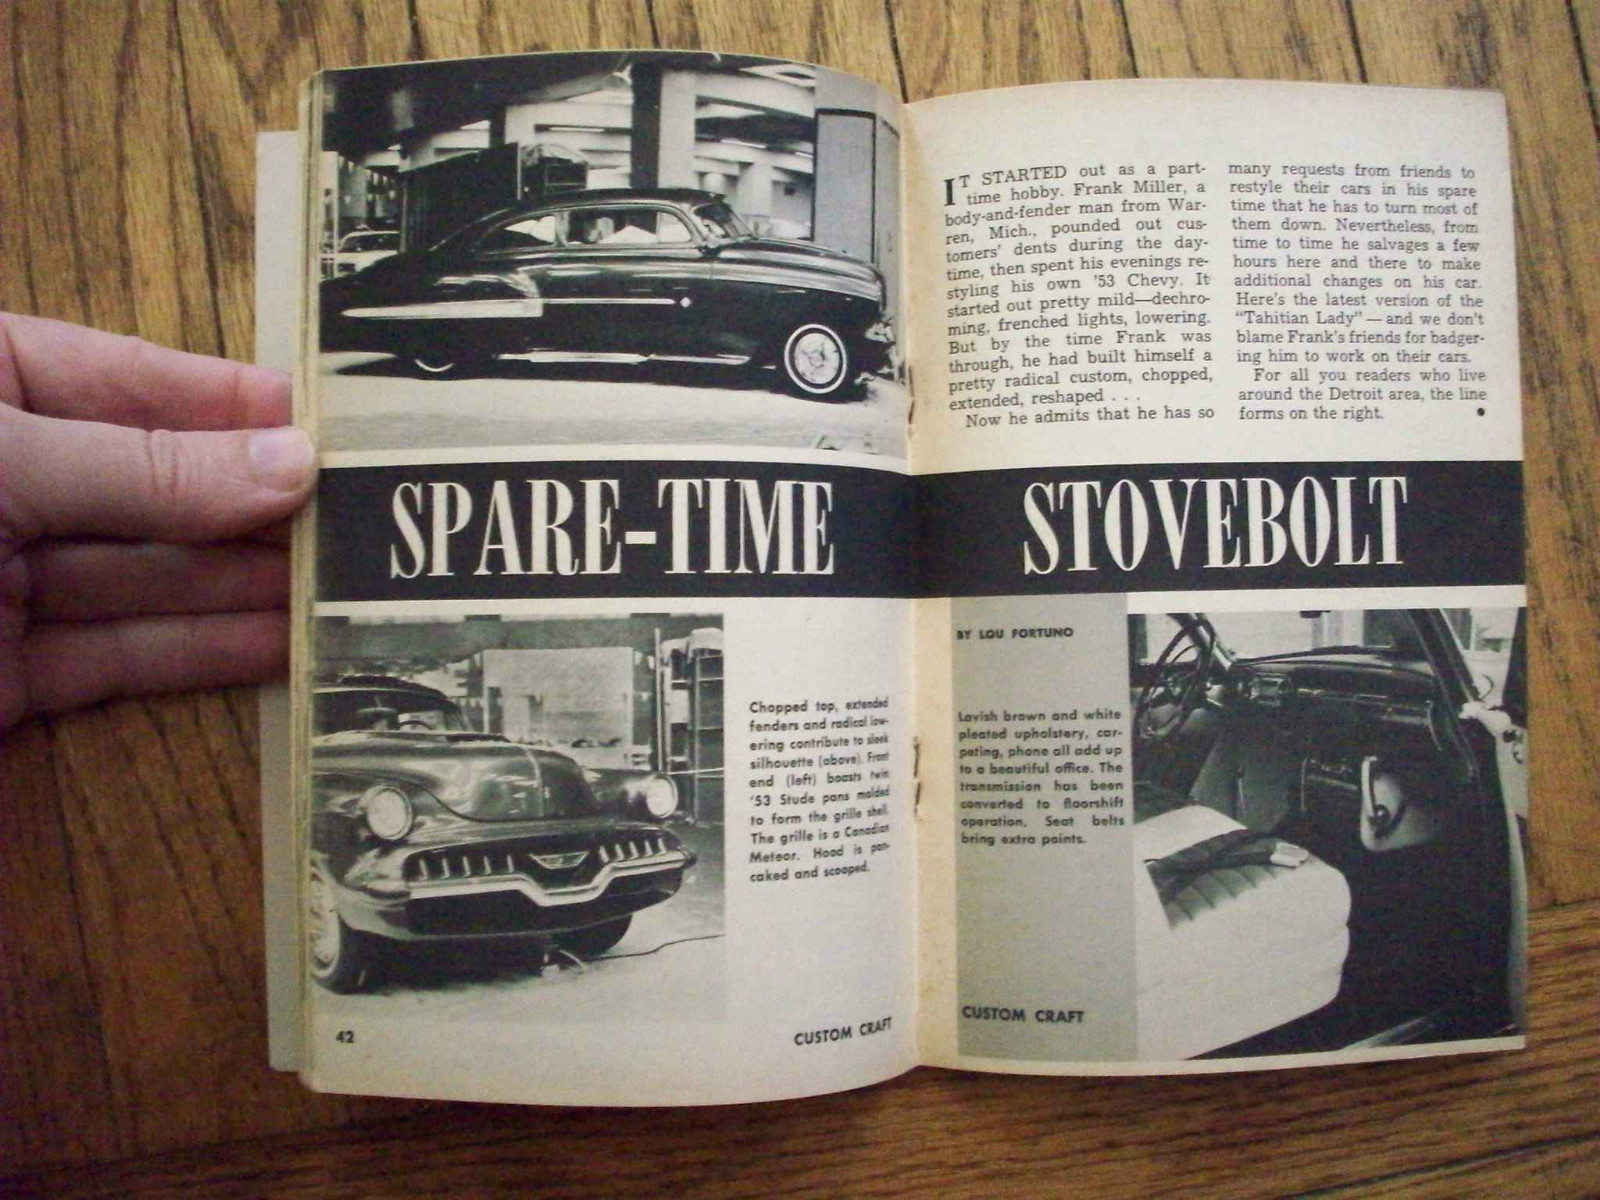 SPARE-TIME STOVEBOLT
BY LOU FORTUNO
IT STARTED out as a part-
time hobby. Frank Miller, a
body-and-fender man from War-
ren, Mich., pounded out cus-
tomers' dents during the day-
time, then spent his evenings re-
styling his own '53 Chevy. It
started out pretty mild—dechro-
ming, frenched lights, lowering.
But by the time Frank was
through, he had built himself a
pretty radical custom, chopped,
extended, reshaped . . .
Now he admits that he has so
many requests from friends to
restyle their cars in his spare
time that he has to turn most of
them down. Nevertheless, from
time to time he salvages a few
hours here and there to make
additional changes on his car.
Here's the latest version of the
"Tahitian Lady" — and we don't
blame Frank's friends for badger-
ing him to work on their cars.
For all you readers who live
around the Detroit area, the line
forms on the right.
Chopped top, extended
fenders and radical low-
ering contribute to sleek
silhouette (above). Front
end (left) boasts twin
'53 Stude pans molded
to form the grille shell.
The grille is a Canadian
Meteor. Hood is pan-
caked and scooped.
Lavish brown and white
pleated upholstery, car-
peting, phone all add up
to a beautiful office. The
transmission has been
converted to floorshift
operation. Seat belts
bring extra points.
42
CUSTOM CRAFT
CUSTOM CRAFT